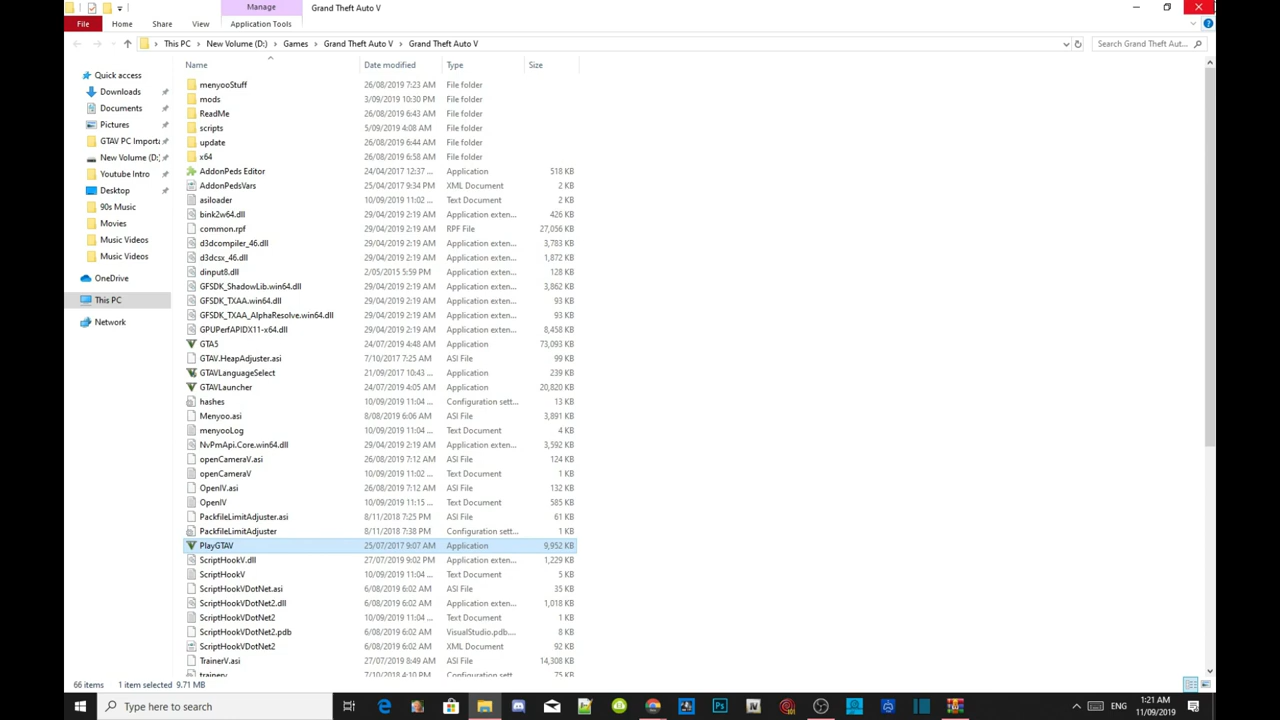 Manage
Grand Theft Auto V
File
Home
Share
View
Application Tools
This PC
New Volume (D:)
Games
Grand Theft Auto V
Grand Theft Auto V
Search Grand Theft Aut...
Name
Date modified
Type
Size
Quick access
Downloads
Documents
Pictures
GTAV PC Importa
New Volume (D:)
Youtube Intro
Desktop
90s Music
Movies
Music Videos
Music Videos
OneDrive
This PC
Network
menyooStuff 26/08/2019 7:23 AM File folder
mods 3/09/2019 10:30 PM File folder
ReadMe 26/08/2019 6:43 AM File folder
scripts 5/09/2019 4:08 AM File folder
update 26/08/2019 6:44 AM File folder
x64 26/08/2019 6:58 AM File folder
AddonPeds Editor 24/04/2017 12:37 ... Application 518 KB
AddonPedsVars 25/04/2017 9:34 PM XML Document 2 KB
asiloader 10/09/2019 11:02 ... Text Document 2 KB
bink2w64.dll 29/04/2019 2:19 AM Application exten... 426 KB
common.rpf 29/04/2019 2:19 AM RPF File 27,056 KB
d3dcompiler_46.dll 29/04/2019 2:19 AM Application exten... 3,783 KB
d3dcsx_46.dll 29/04/2019 2:19 AM Application exten... 1,872 KB
dinput8.dll 2/05/2015 5:59 PM Application exten... 128 KB
GFSDK_ShadowLib.win64.dll 29/04/2019 2:19 AM Application exten... 3,862 KB
GFSDK_TXAA.win64.dll 29/04/2019 2:19 AM Application exten... 93 KB
GFSDK_TXAA_AlphaResolve.win64.dll 29/04/2019 2:19 AM Application exten... 93 KB
GPUPerfAPIDX11-x64.dll 29/04/2019 2:19 AM Application exten... 8,458 KB
GTA5 24/07/2019 4:48 AM Application 73,093 KB
GTAV.HeapAdjuster.asi 7/10/2017 7:25 AM ASI File 99 KB
GTAVLanguageSelect 21/09/2017 10:43 ... Application 239 KB
GTAVLauncher 24/07/2019 4:05 AM Application 20,820 KB
hashes 10/09/2019 11:04 ... Configuration sett... 13 KB
Menyoo.asi 8/08/2019 6:06 AM ASI File 3,891 KB
menyooLog 10/09/2019 11:04 ... Text Document 4 KB
NvPmApi.Core.win64.dll 29/04/2019 2:19 AM Application exten... 3,592 KB
openCameraV.asi 26/08/2019 7:12 AM ASI File 124 KB
openCameraV 10/09/2019 11:02 ... Text Document 1 KB
OpenIV.asi 26/08/2019 7:12 AM ASI File 132 KB
OpenIV 10/09/2019 11:15 ... Text Document 585 KB
PackfileLimitAdjuster.asi 8/11/2018 7:25 PM ASI File 61 KB
PackfileLimitAdjuster 8/11/2018 7:38 PM Configuration sett... 1 KB
PlayGTAV 25/07/2017 9:07 AM Application 9,952 KB
ScriptHookV.dll 27/07/2019 9:02 PM Application exten... 1,229 KB
ScriptHookV 10/09/2019 11:04 ... Text Document 5 KB
ScriptHookVDotNet.asi 6/08/2019 6:02 AM ASI File 35 KB
ScriptHookVDotNet2.dll 6/08/2019 6:02 AM Application exten... 1,018 KB
ScriptHookVDotNet2 10/09/2019 11:04 ... Text Document 1 KB
ScriptHookVDotNet2.pdb 6/08/2019 6:02 AM VisualStudio.pdb.... 8 KB
ScriptHookVDotNet2 6/08/2019 6:02 AM XML Document 92 KB
TrainerV.asi 27/07/2019 8:49 AM ASI File 14,308 KB
trainerv 7/10/2018 4:10 PM Configuration sett... 75 KB
66 items 1 item selected 9.71 MB
Type here to search
ENG
1:21 AM
11/09/2019